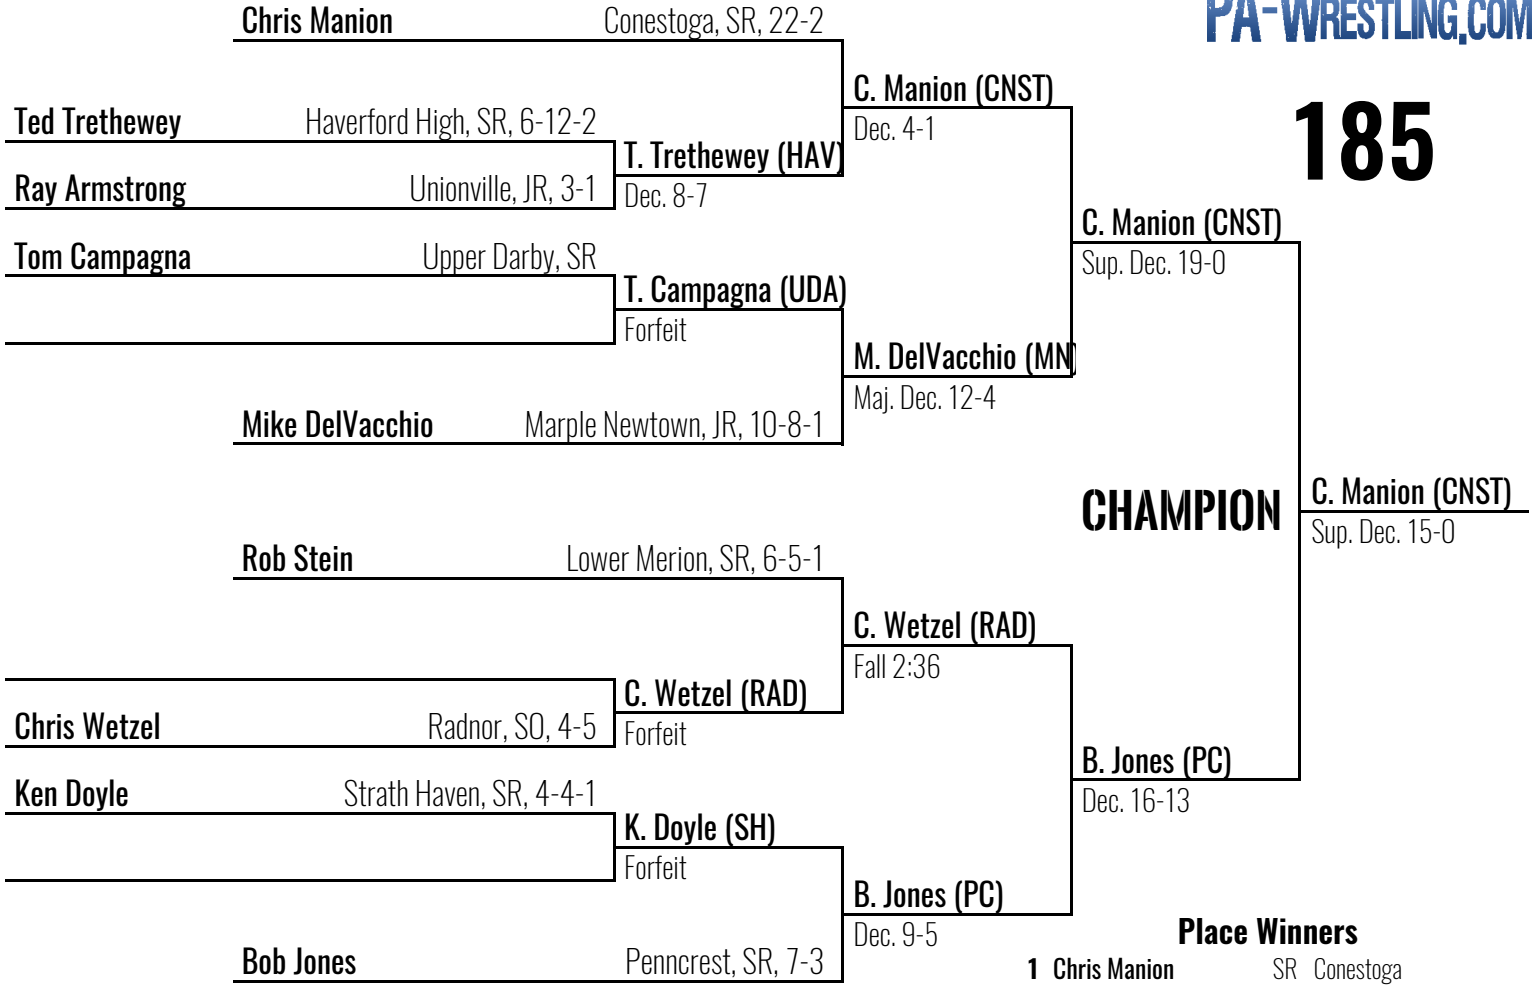 PA-WRESTLING.COM
185
Chris Manion Conestoga, SR, 22-2
C. Manion (CNST)
Dec. 4-1
Ted Trethewey Haverford High, SR, 6-12-2
T. Trethewey (HAV)
Dec. 8-7
Ray Armstrong Unionville, JR, 3-1
C. Manion (CNST)
Sup. Dec. 19-0
Tom Campagna Upper Darby, SR
T. Campagna (UDA)
Forfeit
M. DelVacchio (MN)
Maj. Dec. 12-4
Mike DelVacchio Marple Newtown, JR, 10-8-1
CHAMPION
C. Manion (CNST)
Sup. Dec. 15-0
Rob Stein Lower Merion, SR, 6-5-1
C. Wetzel (RAD)
Fall 2:36
C. Wetzel (RAD)
Forfeit
Chris Wetzel Radnor, SO, 4-5
B. Jones (PC)
Dec. 16-13
Ken Doyle Strath Haven, SR, 4-4-1
K. Doyle (SH)
Forfeit
B. Jones (PC)
Dec. 9-5
Bob Jones Penncrest, SR, 7-3
Place Winners
1 Chris Manion SR Conestoga